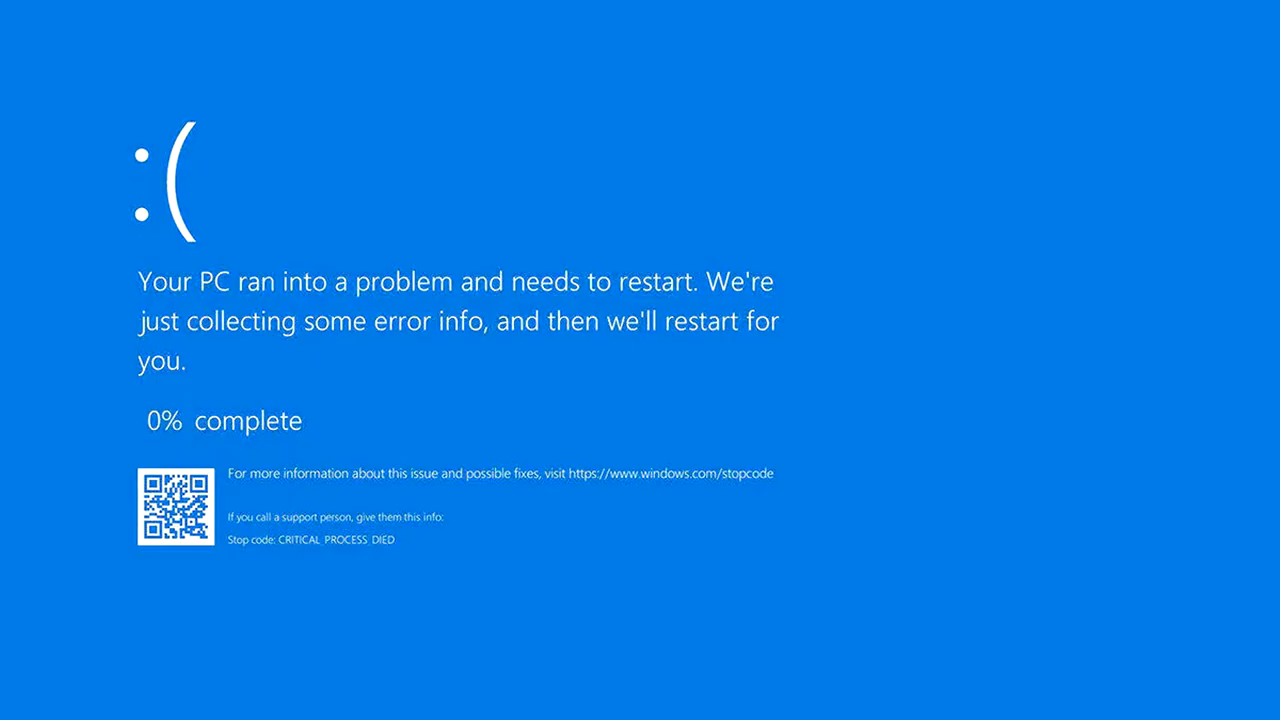 :(
Your PC ran into a problem and needs to restart. We're
just collecting some error info, and then we'll restart for
you.
0% complete
For more information about this issue and possible fixes, visit https://www.windows.com/stopcode
If you call a support person, give them this info:
Stop code: CRITICAL_PROCESS_DIED